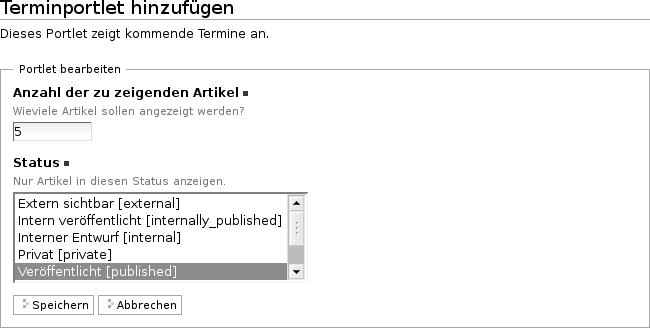 Terminportlet hinzufügen
Dieses Portlet zeigt kommende Termine an.
Portlet bearbeiten
Anzahl der zu zeigenden Artikel
Wieviele Artikel sollen angezeigt werden?
5
Status
Nur Artikel in diesen Status anzeigen.
Extern sichtbar [external]
Intern veröffentlicht [internally_published]
Interner Entwurf [internal]
Privat [private]
Veröffentlicht [published]
Speichern Abbrechen